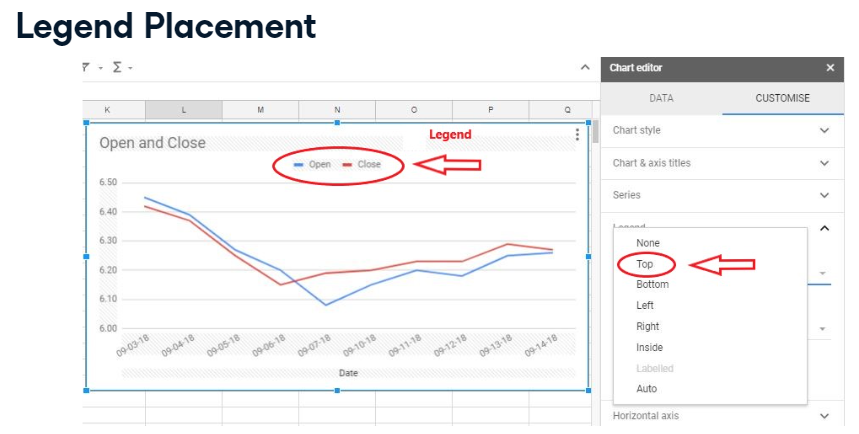 Legend Placement
Σ
Chart editor ×
DATA CUSTOMISE
K L M N O P Q
Chart style
Open and Close
Legend
Open Close
Chart & axis titles
Series
Legend
None
Top
Bottom
Left
Right
Inside
Labelled
Auto
Horizontal axis
6.50
6.40
6.30
6.20
6.10
6.00
09-03-18 09-04-18 09-05-18 09-06-18 09-07-18 09-10-18 09-11-18 09-12-18 09-13-18 09-14-18
Date